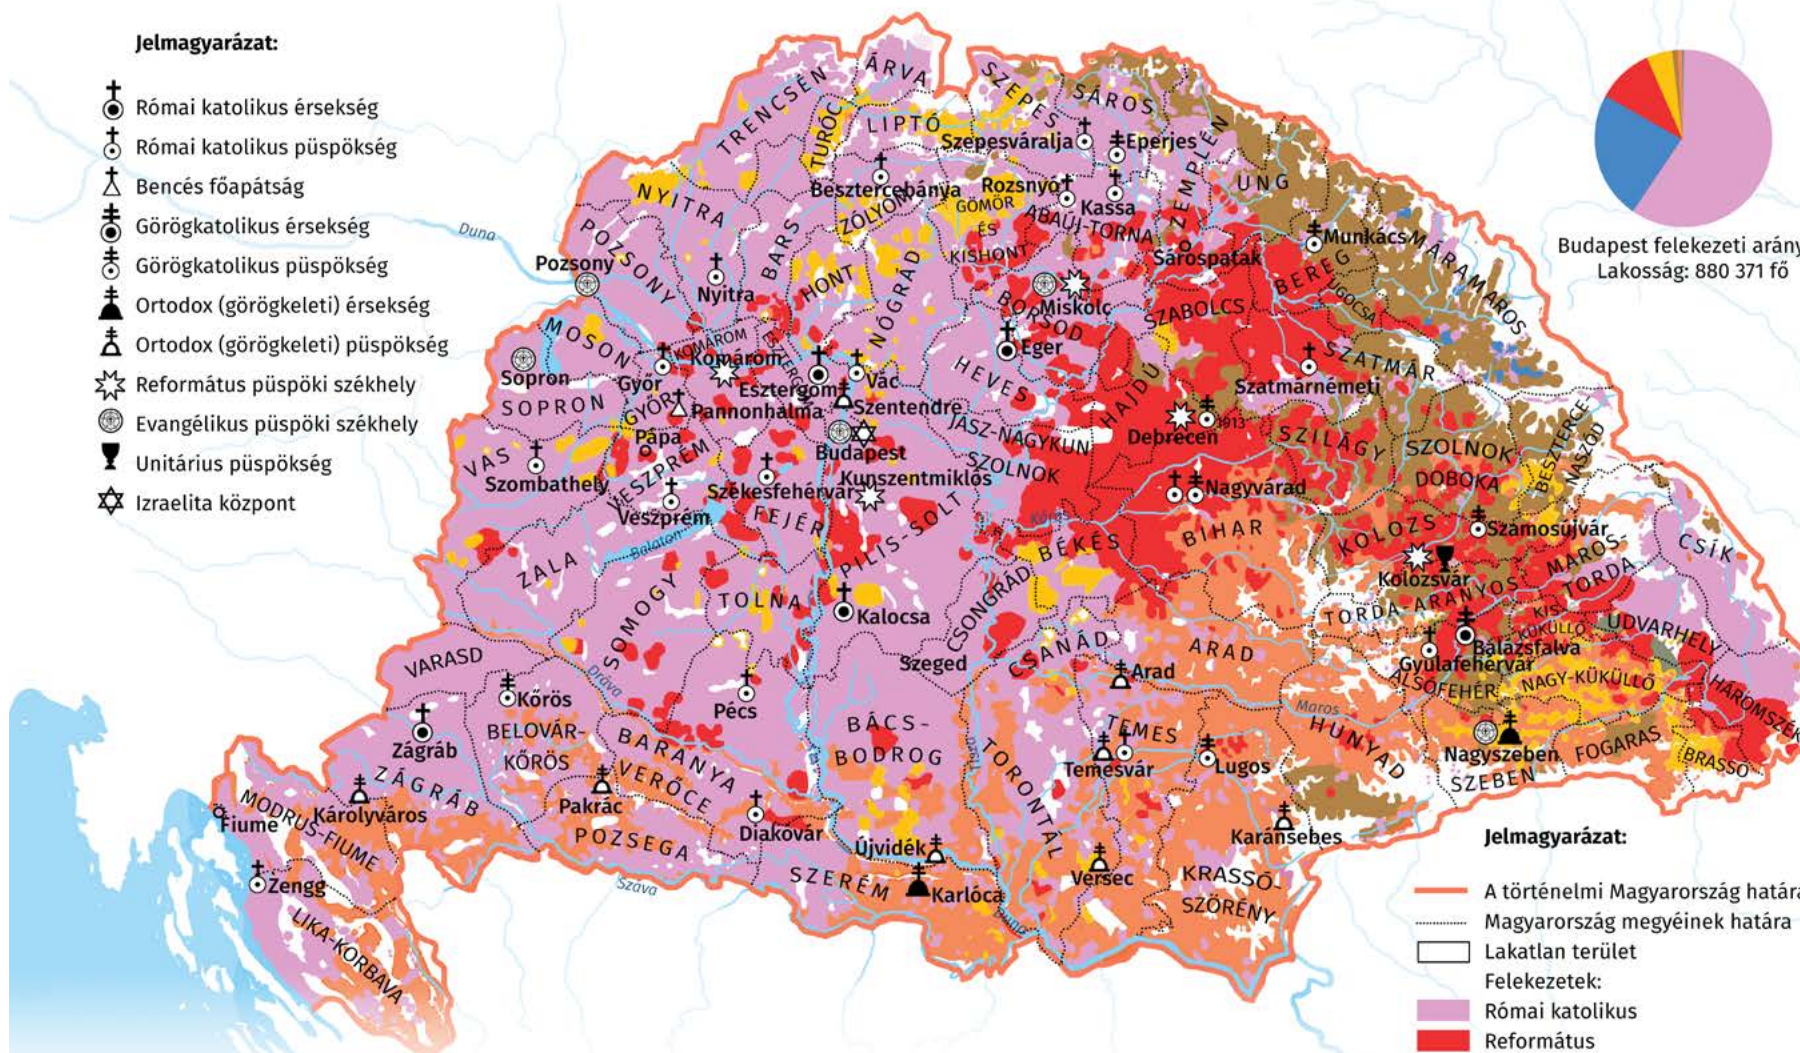 Jelmagyarázat:
Római katolikus érsekség
Római katolikus püspökség
Bencés főapátság
Görögkatolikus érsekség
Görögkatolikus püspökség
Ortodox (görögkeleti) érsekség
Ortodox (görögkeleti) püspökség
Református püspöki székhely
Evangélikus püspöki székhely
Unitárius püspökség
Izraelita központ
Budapest felekezeti arány
Lakosság: 880 371 fő
ÁRVA
TRENCSÉN
SZEPES
SÁROS
TURÓC
LIPTÓ
Szepesváralja
Eperjes
ZEMPLÉN
UNG
Besztercebánya
Rozsnyó
Kassa
NYITRA
ZÓLYOM
GÖMÖR
ÉS
KISHONT
ABAÚJ-TORNA
Duna
POZSONY
Pozsony
BARS
Nyitra
HONT
NÓGRÁD
Sárospatak
Munkács
MÁRAMAROS
BEREG
UGOCSA
Miskolc
BORSOD
SZABOLCS
MOSON
KOMÁROM
Komárom
Eger
Sopron
Győr
Esztergom
Vác
HEVES
HAJDÚ
Szatmárnémeti
SZATMÁR
SOPRON
GYŐR
Pannonhalma
Szentendre
JÁSZ-NAGYKUN
SZOLNOK
Debrecen
1913
SZILÁGY
SZOLNOK
DOBOKA
BESZTERCE
NASZÓD
Pápa
Budapest
VAS
Szombathely
VESZPRÉM
Veszprém
Székesfehérvár
Kunszentmiklós
FEJÉR
PILIS-SOLT
Nagyvárad
Körös
BÉKÉS
BIHAR
KOLOZS
Számosújvár
Kolozsvár
MAROS-
TORDA
CSÍK
Balaton
ZALA
SOMOGY
TOLNA
Kalocsa
CSONGRÁD
TORDA-ARANYOS
KIS-
KÜKÜLLŐ
UDVARHELY
Balázsfalva
Gyulafehérvár
Szeged
CSANÁD
ARAD
Arad
ALSÓFEHÉR
NAGY-KÜKÜLLŐ
HÁROMSZÉK
VARASD
Dráva
Kőrös
Pécs
Maros
HUNYAD
Zágráb
BELOVÁR-
KŐRÖS
BARANYA
BÁCS-
BODROG
Tisza
TEMES
Temesvár
Lugos
Nagyszeben
SZEBEN
FOGARAS
BRASSÓ
ZÁGRÁB
VERŐCE
Pakrác
TORONTÁL
MODRUS-FIUME
Károlyváros
Fiume
POZSEGA
Diakovár
Újvidék
Versec
Karánsebes
Zengg
Száva
SZERÉM
Karlóca
Duna
KRASSÓ-
SZÖRÉNY
LIKA-KORBAVA
Jelmagyarázat:
A történelmi Magyarország határa
Magyarország megyéinek határa
Lakatlan terület
Felekezetek:
Római katolikus
Református